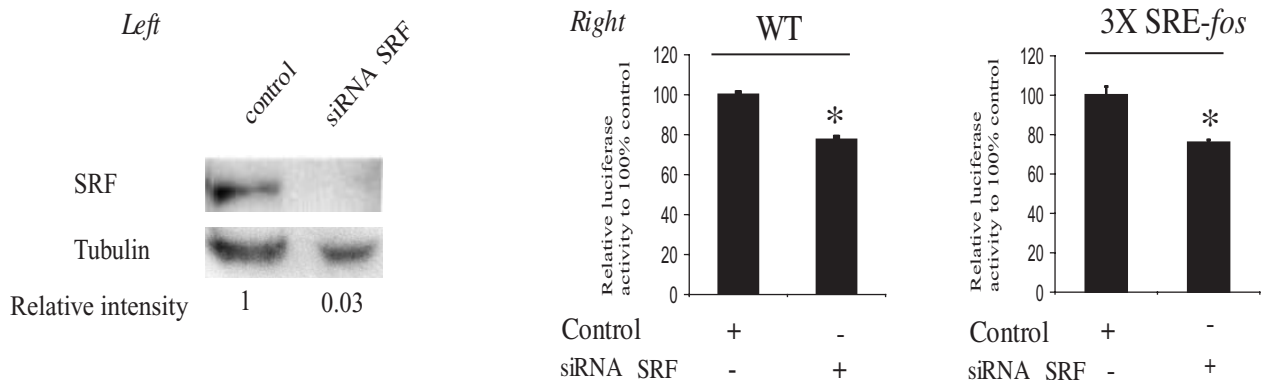 Left
control
siRNA SRF
SRF
Tubulin
Relative intensity
1
0.03
Right
WT
Relative luciferase
activity to 100% control
120
100
80
60
40
20
0
*
Control + -
siRNA SRF - +
3X SRE-fos
Relative luciferase
activity to 100% control
120
100
80
60
40
20
0
*
Control + -
siRNA SRF - +